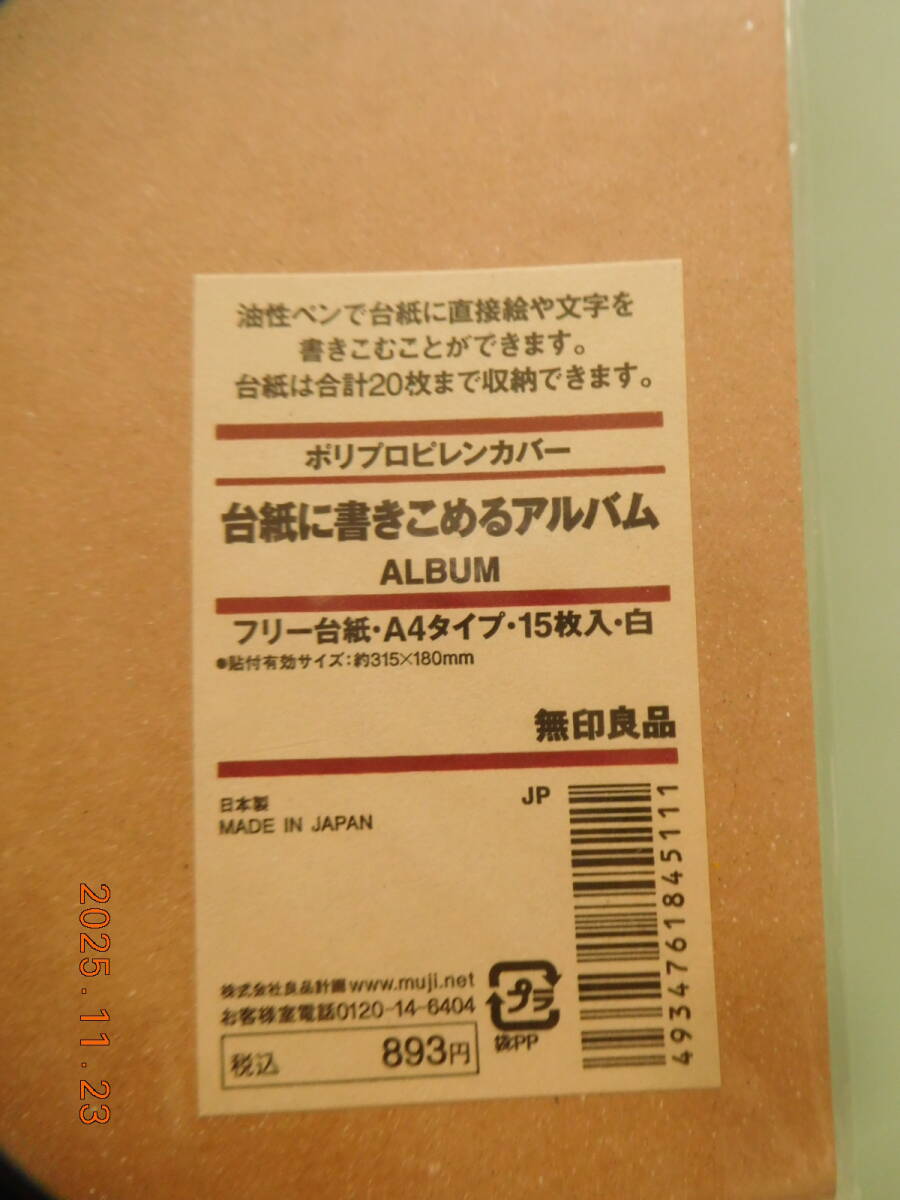 油性ペンで台紙に直接絵や文字を
書きこむことができます。
台紙は合計20枚まで収納できます。
ポリプロピレンカバー
台紙に書きこめるアルバム
ALBUM
フリー台紙・A4タイプ・15枚入・白
●貼付有効サイズ:約315×180mm
無印良品
日本製
MADE IN JAPAN
JP
4934761845111
株式会社良品計画 www.muji.net
お客様室電話0120-14-6404
プラ
袋PP
税込 893円
2025.11.23